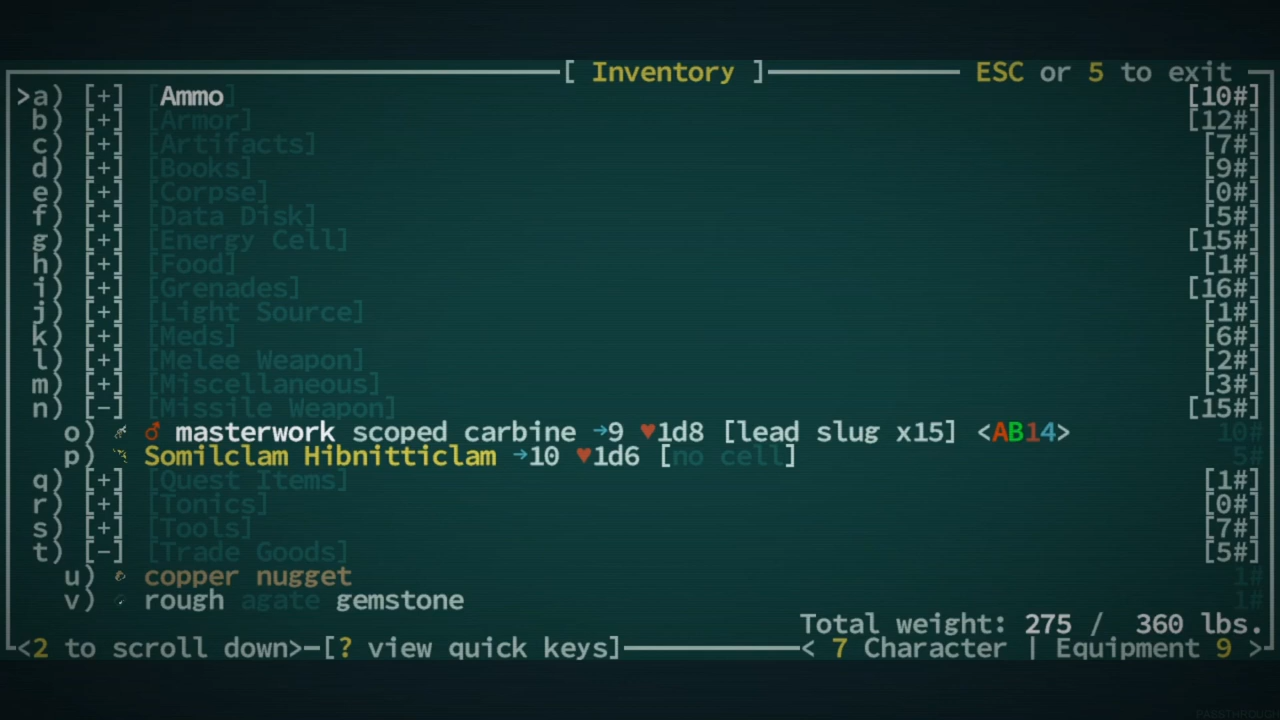 [ Inventory ] ESC or 5 to exit
>a) [+] [Ammo] [10#]
b) [+] [Armor] [12#]
c) [+] [Artifacts] [7#]
d) [+] [Books] [9#]
e) [+] [Corpse] [0#]
f) [+] [Data Disk] [5#]
g) [+] [Energy Cell] [15#]
h) [+] [Food] [1#]
i) [+] [Grenades] [16#]
j) [+] [Light Source] [1#]
k) [+] [Meds] [6#]
l) [+] [Melee Weapon] [2#]
m) [+] [Miscellaneous] [3#]
n) [-] [Missile Weapon] [15#]
o) ♂ masterwork scoped carbine →9 ♥1d8 [lead slug x15] <AB14> 10#
p) Somilclam Hibnitticlam →10 ♥1d6 [no cell] 5#
q) [+] [Quest Items] [1#]
r) [+] [Tonics] [0#]
s) [+] [Tools] [7#]
t) [-] [Trade Goods] [5#]
u) copper nugget 1#
v) rough agate gemstone 1#
Total weight: 275 / 360 lbs.
<2 to scroll down> [? view quick keys] < 7 Character | Equipment 9 >